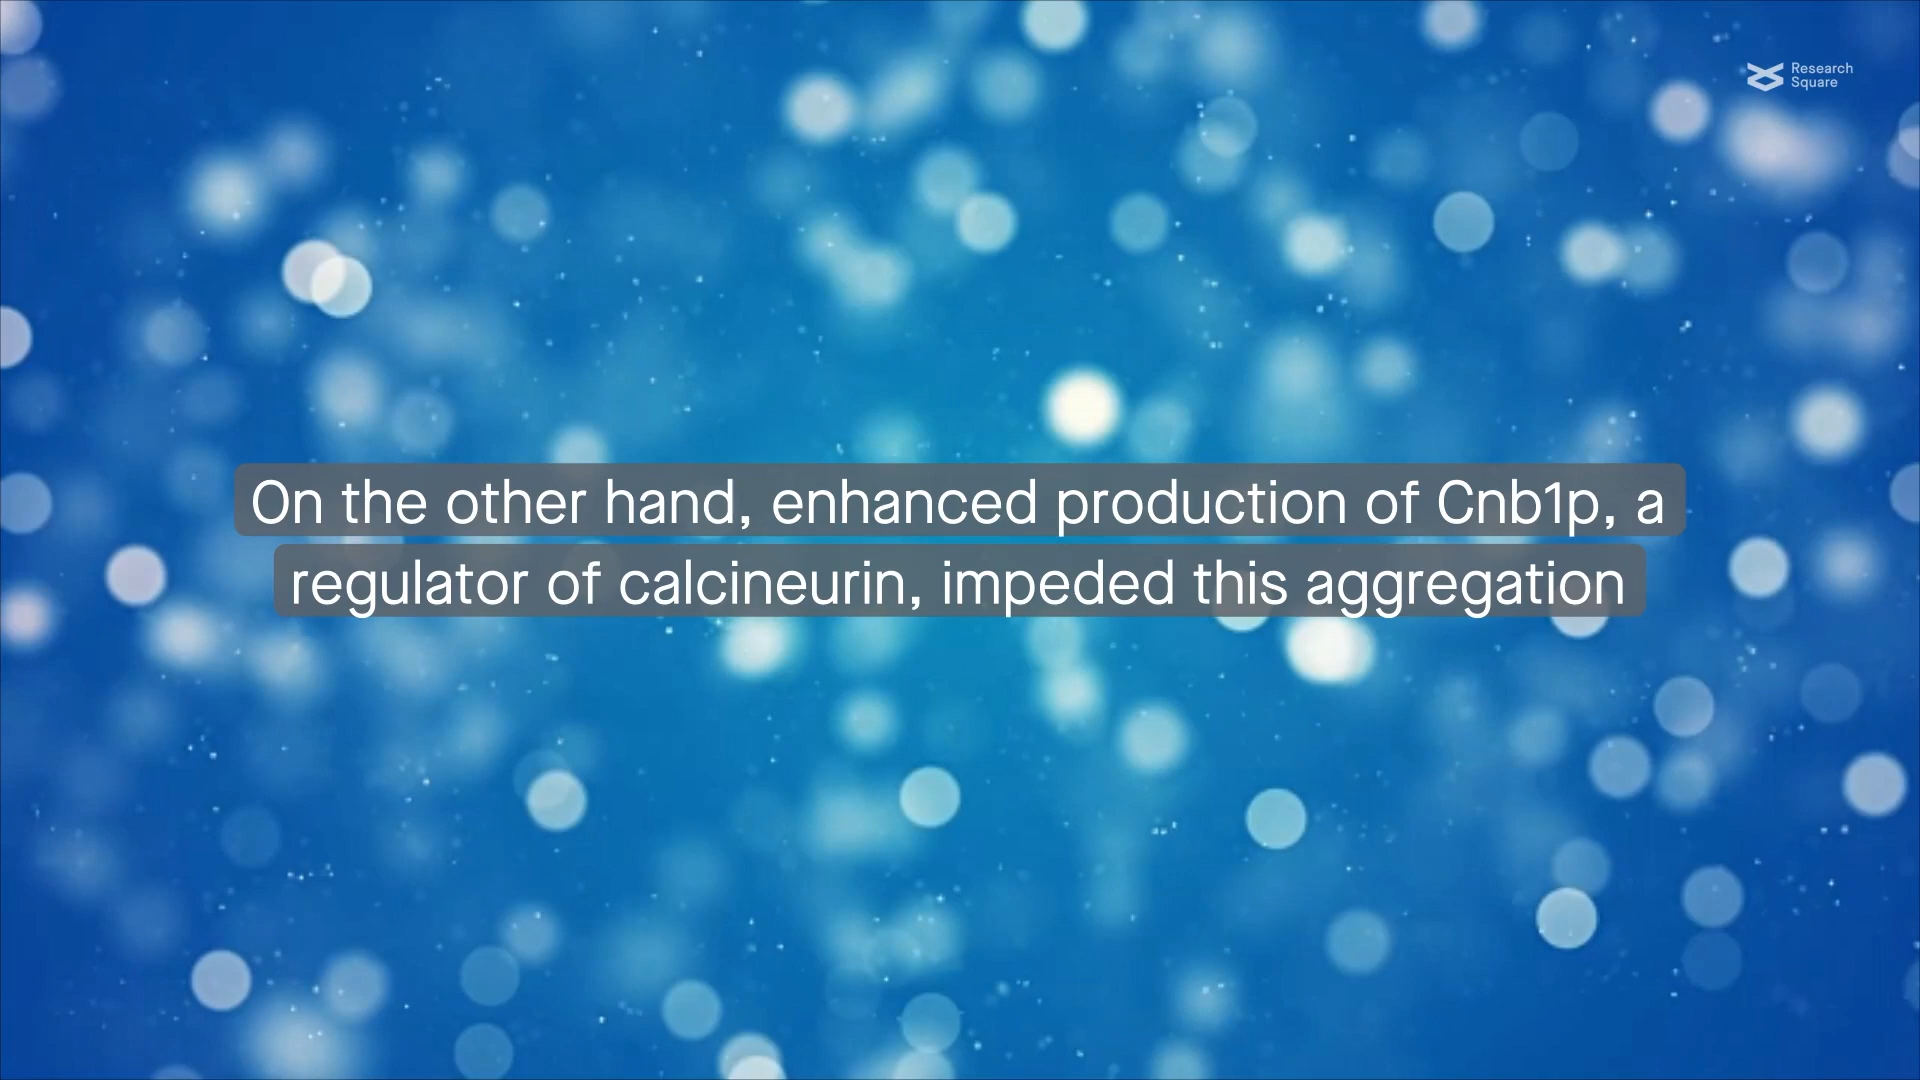 Research
Square
On the other hand, enhanced production of Cnb1p, a
regulator of calcineurin, impeded this aggregation